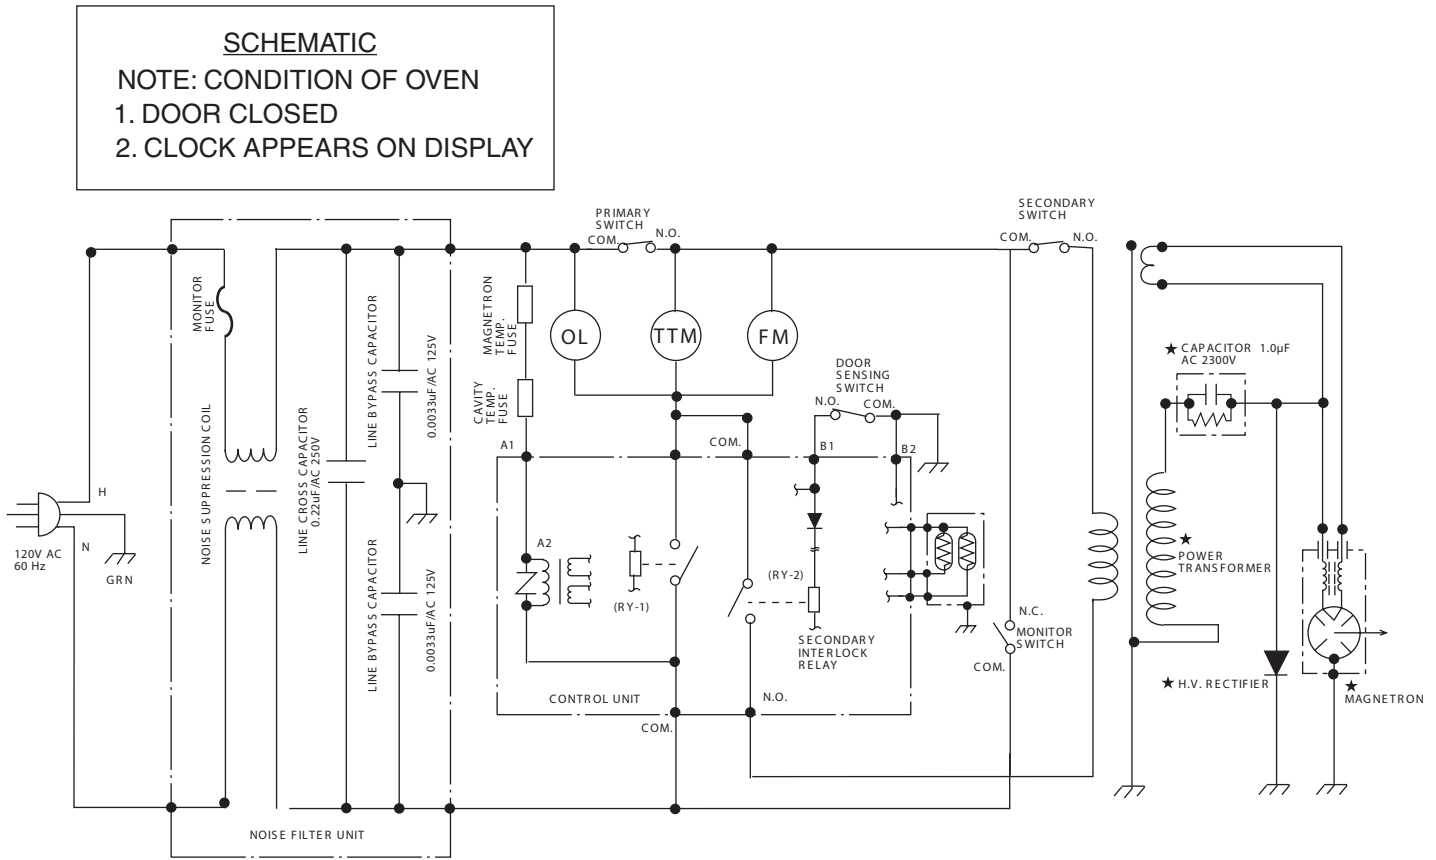 SCHEMATIC
NOTE: CONDITION OF OVEN
1. DOOR CLOSED
2. CLOCK APPEARS ON DISPLAY
PRIMARY
SWITCH
COM.
N.O.
SECONDARY
SWITCH
COM.
N.O.
MONITOR
FUSE
NOISE SUPPRESSION COIL
LINE CROSS CAPACITOR
0.22uF/AC 250V
LINE BYPASS CAPACITOR
0.0033uF/AC 125V
LINE BYPASS CAPACITOR
0.0033uF/AC 125V
MAGNETRON
TEMP.
FUSE
CAVITY
TEMP.
FUSE
OL
TTM
FM
DOOR
SENSING
SWITCH
N.O.
COM.
★ CAPACITOR 1.0μF
AC 2300V
A1
COM.
B1
B2
H
N
120V AC
60 Hz
GRN
A2
(RY-1)
(RY-2)
SECONDARY
INTERLOCK
RELAY
N.C.
MONITOR
SWITCH
COM.
★
POWER
TRANSFORMER
★ H.V. RECTIFIER
★
MAGNETRON
CONTROL UNIT
N.O.
COM.
NOISE FILTER UNIT